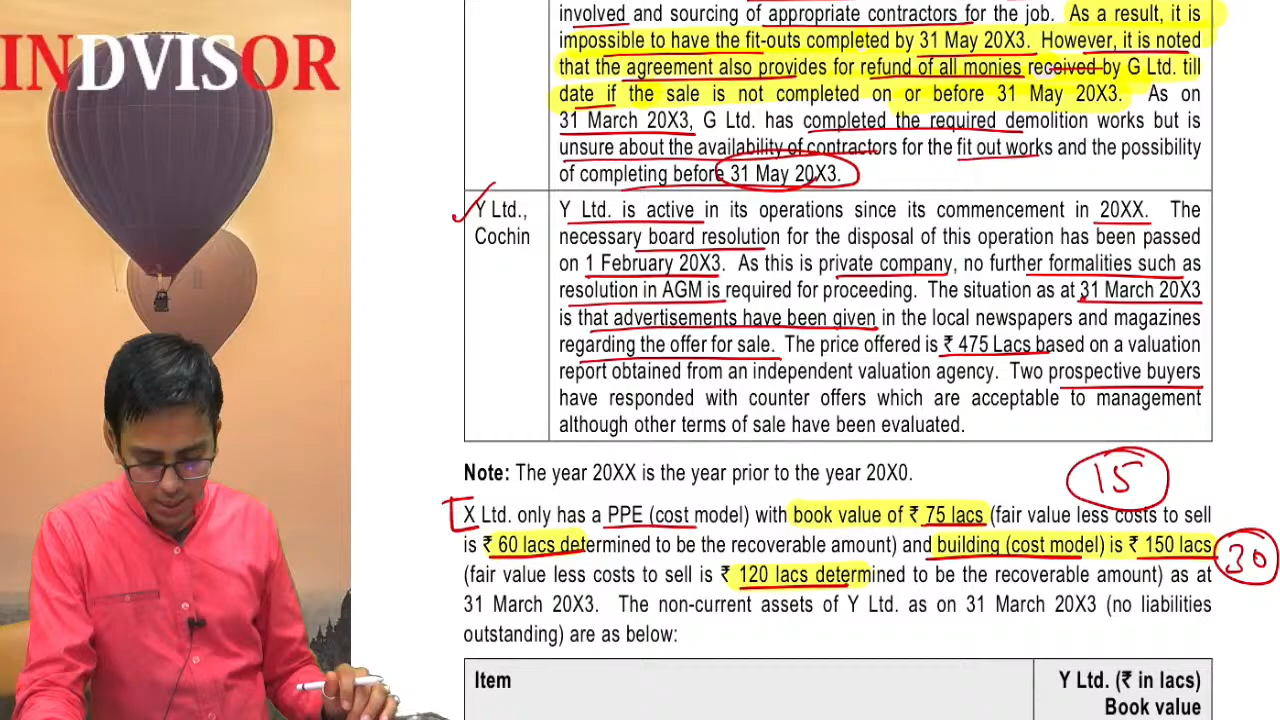 INDVISOR
involved and sourcing of appropriate contractors for the job. As a result, it is
impossible to have the fit-outs completed by 31 May 20X3. However, it is noted
that the agreement also provides for refund of all monies received by G Ltd. till
date if the sale is not completed on or before 31 May 20X3. As on
31 March 20X3, G Ltd. has completed the required demolition works but is
unsure about the availability of contractors for the fit out works and the possibility
of completing before 31 May 20X3.
Y Ltd.,
Cochin
Y Ltd. is active in its operations since its commencement in 20XX. The
necessary board resolution for the disposal of this operation has been passed
on 1 February 20X3. As this is private company, no further formalities such as
resolution in AGM is required for proceeding. The situation as at 31 March 20X3
is that advertisements have been given in the local newspapers and magazines
regarding the offer for sale. The price offered is ₹ 475 Lacs based on a valuation
report obtained from an independent valuation agency. Two prospective buyers
have responded with counter offers which are acceptable to management
although other terms of sale have been evaluated.
Note: The year 20XX is the year prior to the year 20X0.
15
X Ltd. only has a PPE (cost model) with book value of ₹ 75 lacs (fair value less costs to sell
is ₹ 60 lacs determined to be the recoverable amount) and building (cost model) is ₹ 150 lacs
30
(fair value less costs to sell is ₹ 120 lacs determined to be the recoverable amount) as at
31 March 20X3. The non-current assets of Y Ltd. as on 31 March 20X3 (no liabilities
outstanding) are as below:
Item
Y Ltd. (₹ in lacs)
Book value